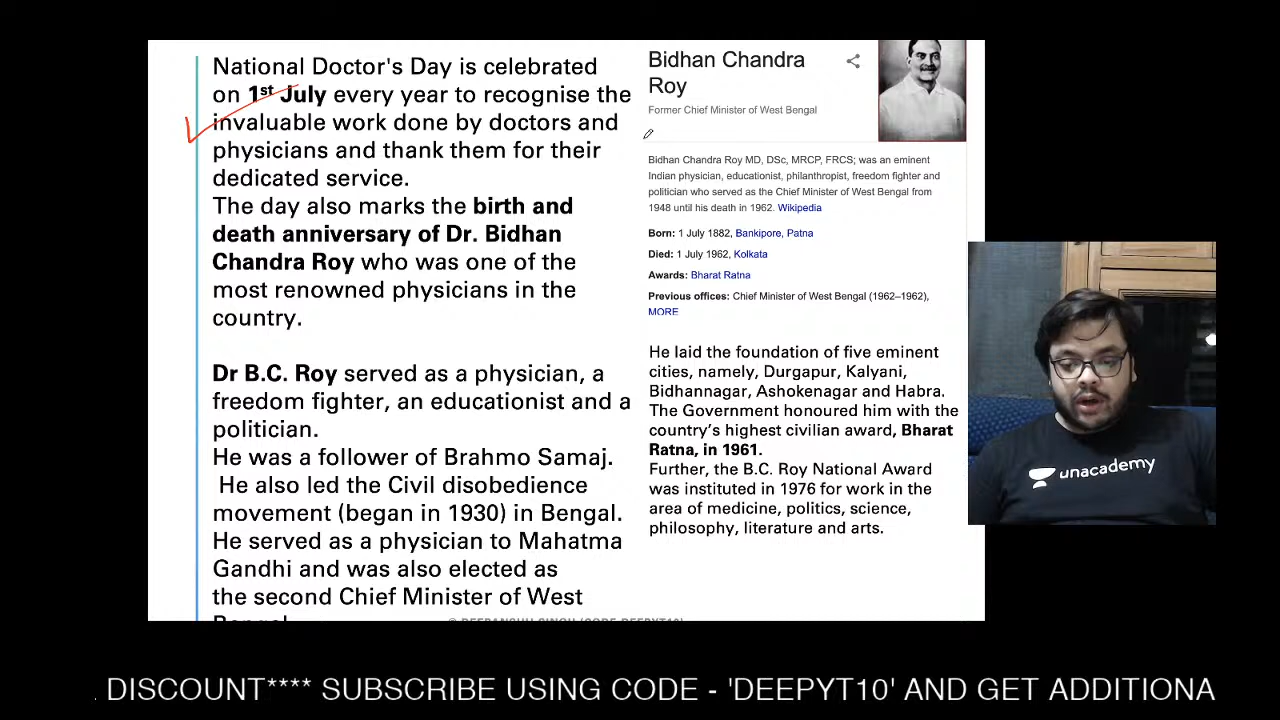 National Doctor's Day is celebrated
on 1st July every year to recognise the
invaluable work done by doctors and
physicians and thank them for their
dedicated service.
The day also marks the birth and
death anniversary of Dr. Bidhan
Chandra Roy who was one of the
most renowned physicians in the
country.
Dr B.C. Roy served as a physician, a
freedom fighter, an educationist and a
politician.
He was a follower of Brahmo Samaj.
He also led the Civil disobedience
movement (began in 1930) in Bengal.
He served as a physician to Mahatma
Gandhi and was also elected as
the second Chief Minister of West
Bengal
Bidhan Chandra
Roy
Former Chief Minister of West Bengal
Bidhan Chandra Roy MD, DSc, MRCP, FRCS; was an eminent
Indian physician, educationist, philanthropist, freedom fighter and
politician who served as the Chief Minister of West Bengal from
1948 until his death in 1962. Wikipedia
Born: 1 July 1882, Bankipore, Patna
Died: 1 July 1962, Kolkata
Awards: Bharat Ratna
Previous offices: Chief Minister of West Bengal (1962–1962),
MORE
He laid the foundation of five eminent
cities, namely, Durgapur, Kalyani,
Bidhannagar, Ashokenagar and Habra.
The Government honoured him with the
country's highest civilian award, Bharat
Ratna, in 1961.
Further, the B.C. Roy National Award
was instituted in 1976 for work in the
area of medicine, politics, science,
philosophy, literature and arts.
© DEEPANSHU SINGH (CODE DEEPYT10)
unacademy
. DISCOUNT**** SUBSCRIBE USING CODE - 'DEEPYT10' AND GET ADDITIONA